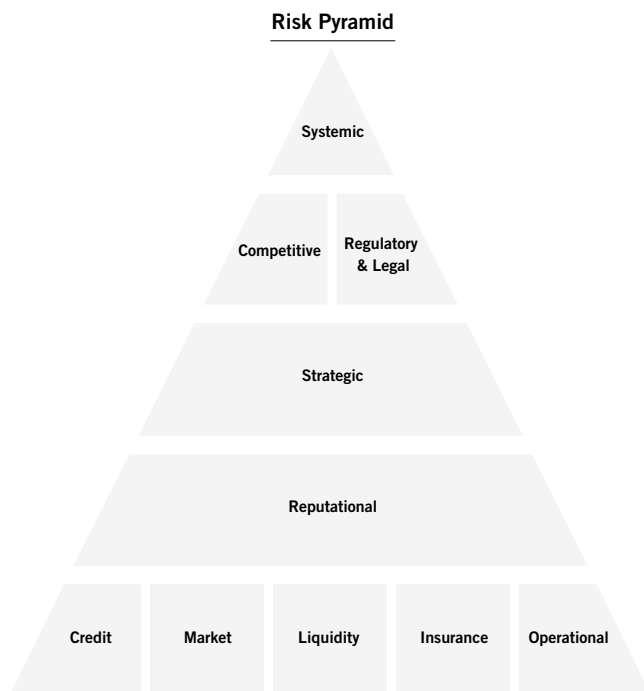 Risk Pyramid
Systemic
Competitive
Regulatory
& Legal
Strategic
Reputational
Credit
Market
Liquidity
Insurance
Operational